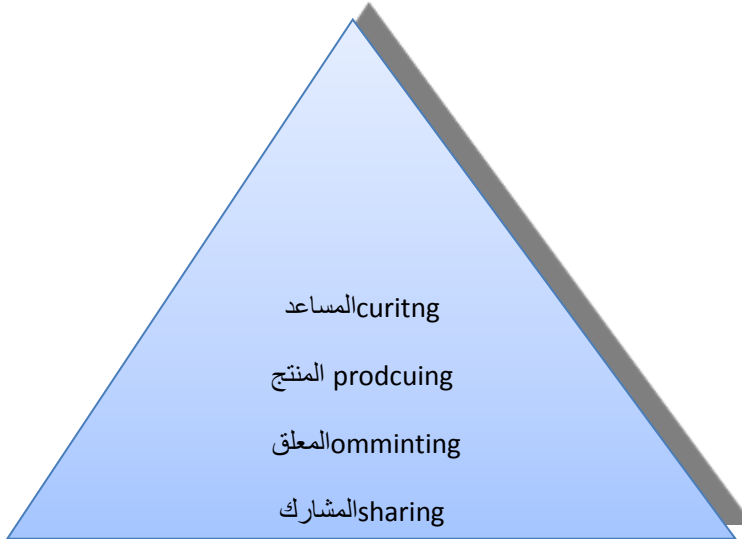 المساعدcuritng
المنتج prodcuing
المعلقomminting
المشاركsharing